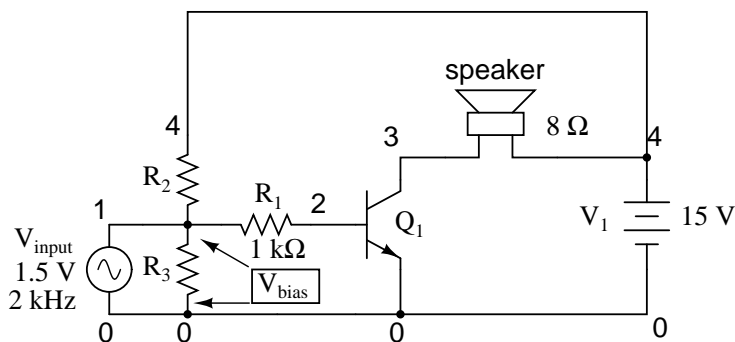 speaker
4
3
8 Ω
4
R2
R1
1
2
Q1
V1
15 V
Vinput
1.5 V
2 kHz
R3
1 kΩ
Vbias
0
0
0
0